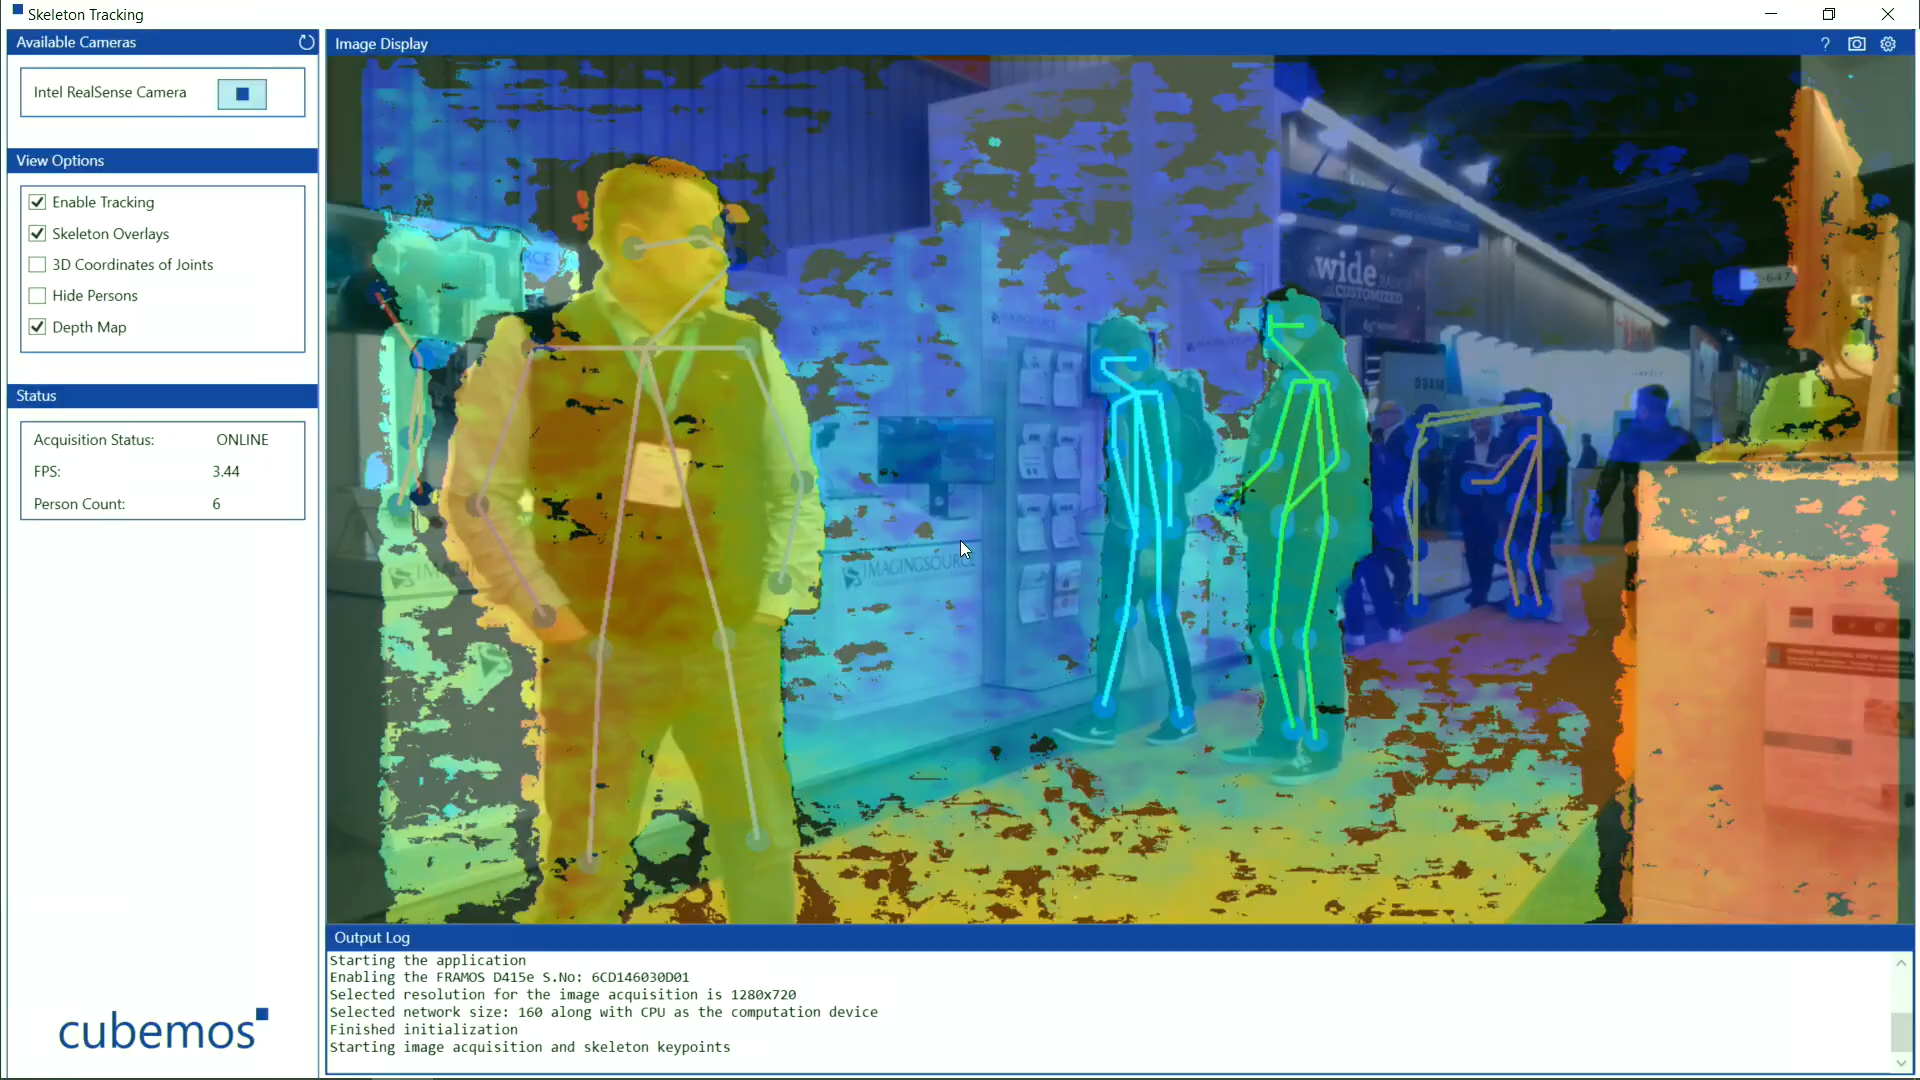 Skeleton Tracking
Available Cameras
Intel RealSense Camera
View Options
Enable Tracking
Skeleton Overlays
3D Coordinates of Joints
Hide Persons
Depth Map
Status
Acquisition Status: ONLINE
FPS: 3.44
Person Count: 6
cubemos
Image Display
?
wide
CUSTOMIZED
IMAGINGSOURCE
Output Log
Starting the application
Enabling the FRAMOS D415e S.No: 6CD146030D01
Selected resolution for the image acquisition is 1280x720
Selected network size: 160 along with CPU as the computation device
Finished initialization
Starting image acquisition and skeleton keypoints